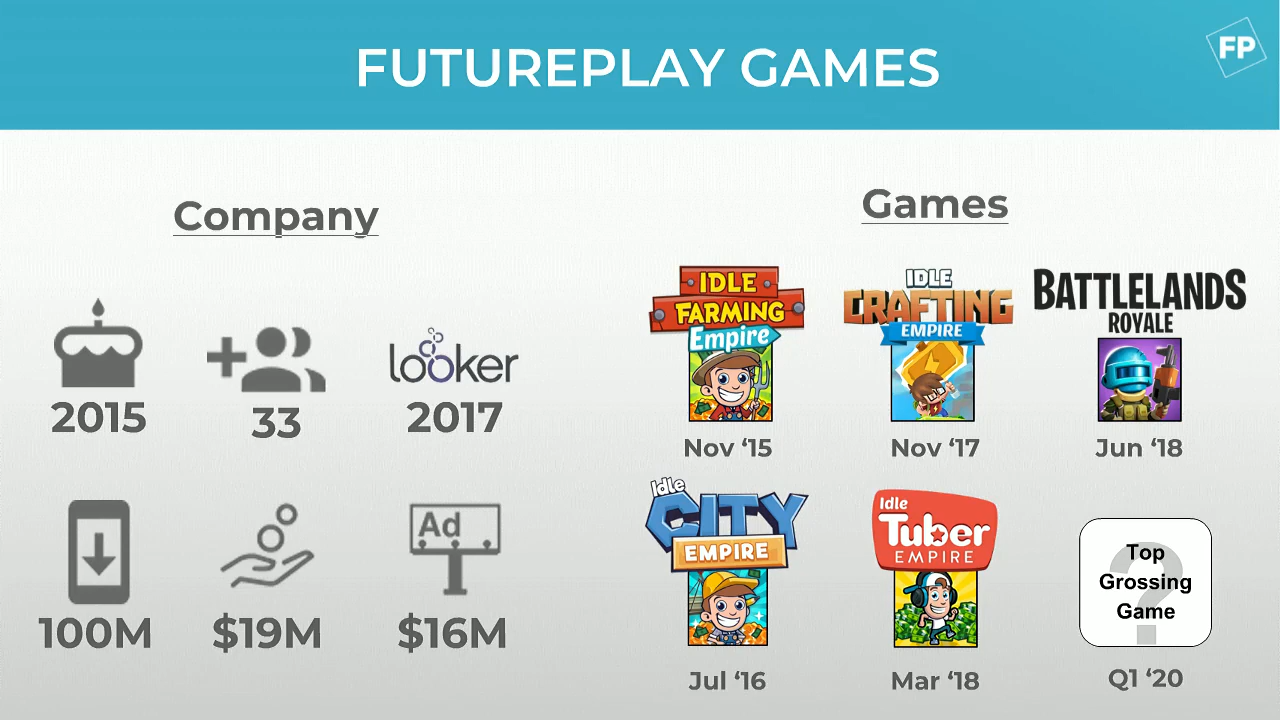 FUTUREPLAY GAMES
FP
Company
2015
+ 33
looker
2017
100M
$19M
Ad
$16M
Games
IDLE
FARMING
Empire
Nov ‘15
IDLE
CRAFTING
EMPIRE
Nov ‘17
BATTLELANDS
ROYALE
Jun ‘18
Idle
CITY
EMPIRE
Jul ‘16
Idle
Tuber
EMPIRE
Mar ‘18
?
Top
Grossing
Game
Q1 ‘20